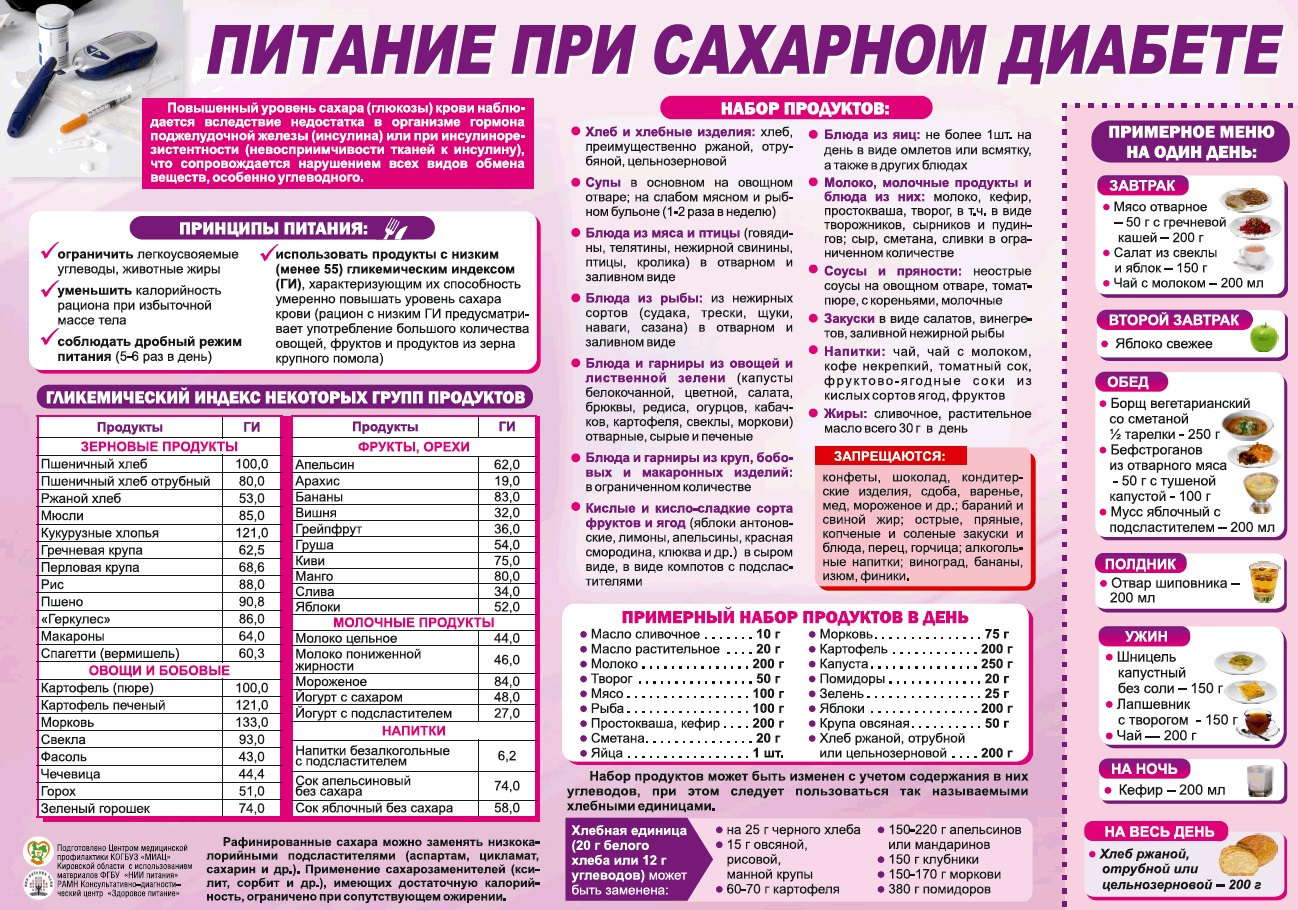 ПИТАНИЕ ПРИ САХАРНОМ ДИАБЕТЕ
Повышенный уровень сахара (глюкозы) крови наблю-
дается вследствие недостатка в организме гормона
поджелудочной железы (инсулина) или при инсулиноре-
зистентности (невосприимчивости тканей к инсулину),
что сопровождается нарушением всех видов обмена
веществ, особенно углеводного.
ПРИНЦИПЫ ПИТАНИЯ:
ограничить легкоусвояемые
углеводы, животные жиры
уменьшить калорийность
рациона при избыточной
массе тела
соблюдать дробный режим
питания (5-6 раз в день)
использовать продукты с низким
(менее 55) гликемическим индексом
(ГИ), характеризующим их способность
умеренно повышать уровень сахара
крови (рацион с низким ГИ предусматри-
вает употребление большого количества
овощей, фруктов и продуктов из зерна
крупного помола)
ГЛИКЕМИЧЕСКИЙ ИНДЕКС НЕКОТОРЫХ ГРУПП ПРОДУКТОВ
Продукты ГИ
ЗЕРНОВЫЕ ПРОДУКТЫ
Пшеничный хлеб 100,0
Пшеничный хлеб отрубный 80,0
Ржаной хлеб 53,0
Мюсли 85,0
Кукурузные хлопья 121,0
Гречневая крупа 62,5
Перловая крупа 68,6
Рис 88,0
Пшено 90,8
«Геркулес» 86,0
Макароны 64,0
Спагетти (вермишель) 60,3
ОВОЩИ И БОБОВЫЕ
Картофель (пюре) 100,0
Картофель печеный 121,0
Морковь 133,0
Свекла 93,0
Фасоль 43,0
Чечевица 44,4
Горох 51,0
Зеленый горошек 74,0
Продукты ГИ
ФРУКТЫ, ОРЕХИ
Апельсин 62,0
Арахис 19,0
Бананы 83,0
Вишня 32,0
Грейпфрут 36,0
Груша 54,0
Киви 75,0
Манго 80,0
Слива 34,0
Яблоки 52,0
МОЛОЧНЫЕ ПРОДУКТЫ
Молоко цельное 44,0
Молоко пониженной
жирности 46,0
Мороженое 84,0
Йогурт с сахаром 48,0
Йогурт с подсластителем 27,0
НАПИТКИ
Напитки безалкогольные
с подсластителем 6,2
Сок апельсиновый
без сахара 74,0
Сок яблочный без сахара 58,0
Подготовлено Центром медицинской
профилактики КОГБУЗ «МИАЦ»
Кировской области с использованием
материалов ФГБУ «НИИ питания»
РАМН Консультативно-диагности-
ческий центр «Здоровое питание»
Рафинированные сахара можно заменять низкока-
лорийными подсластителями (аспартам, цикламат,
сахарин и др.). Применение сахарозаменителей (кси-
лит, сорбит и др.), имеющих достаточную калорий-
ность, ограничено при сопутствующем ожирении.
НАБОР ПРОДУКТОВ:
Хлеб и хлебные изделия: хлеб,
преимущественно ржаной, отру-
бяной, цельнозерновой
Супы в основном на овощном
отваре; на слабом мясном и рыб-
ном бульоне (1-2 раза в неделю)
Блюда из мяса и птицы (говяди-
ны, телятины, нежирной свинины,
птицы, кролика) в отварном и
заливном виде
Блюда из рыбы: из нежирных
сортов (судака, трески, щуки,
наваги, сазана) в отварном и
заливном виде
Блюда и гарниры из овощей и
лиственной зелени (капусты
белокочанной, цветной, салата,
брюквы, редиса, огурцов, кабач-
ков, картофеля, свеклы, моркови)
отварные, сырые и печеные
Блюда и гарниры из круп, бобо-
вых и макаронных изделий:
в ограниченном количестве
Кислые и кисло-сладкие сорта
фруктов и ягод (яблоки антонов-
ские, лимоны, апельсины, красная
смородина, клюква и др.) в сыром
виде, в виде компотов с подслас-
тителями
Блюда из яиц: не более 1шт. на
день в виде омлетов или всмятку,
а также в других блюдах
Молоко, молочные продукты и
блюда из них: молоко, кефир,
простокваша, творог, в т.ч. в виде
творожников, сырников и пудин-
гов; сыр, сметана, сливки в огра-
ниченном количестве
Соусы и пряности: неострые
соусы на овощном отваре, томат-
пюре, с кореньями, молочные
Закуски в виде салатов, винегре-
тов, заливной нежирной рыбы
Напитки: чай, чай с молоком,
кофе некрепкий, томатный сок,
фруктово-ягодные соки из
кислых сортов ягод, фруктов
Жиры: сливочное, растительное
масло всего 30 г в день
ЗАПРЕЩАЮТСЯ:
конфеты, шоколад, кондитер-
ские изделия, сдоба, варенье,
мед, мороженое и др.; бараний и
свиной жир; острые, пряные,
копченые и соленые закуски и
блюда, перец, горчица; алкоголь-
ные напитки; виноград, бананы,
изюм, финики.
ПРИМЕРНЫЙ НАБОР ПРОДУКТОВ В ДЕНЬ
Масло сливочное . . . . . . 10 г
Масло растительное . . . . 20 г
Молоко . . . . . . . . . . 200 г
Творог . . . . . . . . . . 50 г
Мясо . . . . . . . . . . 100 г
Рыба . . . . . . . . . . 100 г
Простокваша, кефир . . . 200 г
Сметана . . . . . . . . . . 20 г
Яйца . . . . . . . . . . 1 шт.
Морковь . . . . . . . . . . 75 г
Картофель . . . . . . . . 200 г
Капуста . . . . . . . . . . 250 г
Помидоры . . . . . . . . . 20 г
Зелень . . . . . . . . . . 25 г
Яблоки . . . . . . . . . . 200 г
Крупа овсяная . . . . . . . 50 г
Хлеб ржаной, отрубной
или цельнозерновой . . . . 200 г
Набор продуктов может быть изменен с учетом содержания в них
углеводов, при этом следует пользоваться так называемыми
хлебными единицами.
Хлебная единица
(20 г белого
хлеба или 12 г
углеводов) может
быть заменена:
на 25 г черного хлеба
15 г овсяной,
рисовой,
манной крупы
60-70 г картофеля
150-220 г апельсинов
или мандаринов
150 г клубники
150-170 г моркови
380 г помидоров
ПРИМЕРНОЕ МЕНЮ
НА ОДИН ДЕНЬ:
ЗАВТРАК
Мясо отварное
– 50 г с гречневой
кашей – 200 г
Салат из свеклы
и яблок – 150 г
Чай с молоком – 200 мл
ВТОРОЙ ЗАВТРАК
Яблоко свежее
ОБЕД
Борщ вегетарианский
со сметаной
½ тарелки - 250 г
Бефстроганов
из отварного мяса
- 50 г с тушеной
капустой - 100 г
Мусс яблочный с
подсластителем – 200 мл
ПОЛДНИК
Отвар шиповника –
200 мл
УЖИН
Шницель
капустный
без соли – 150 г
Лапшевник
с творогом - 150 г
Чай — 200 г
НА НОЧЬ
Кефир – 200 мл
НА ВЕСЬ ДЕНЬ
Хлеб ржаной,
отрубной или
цельнозерновой – 200 г